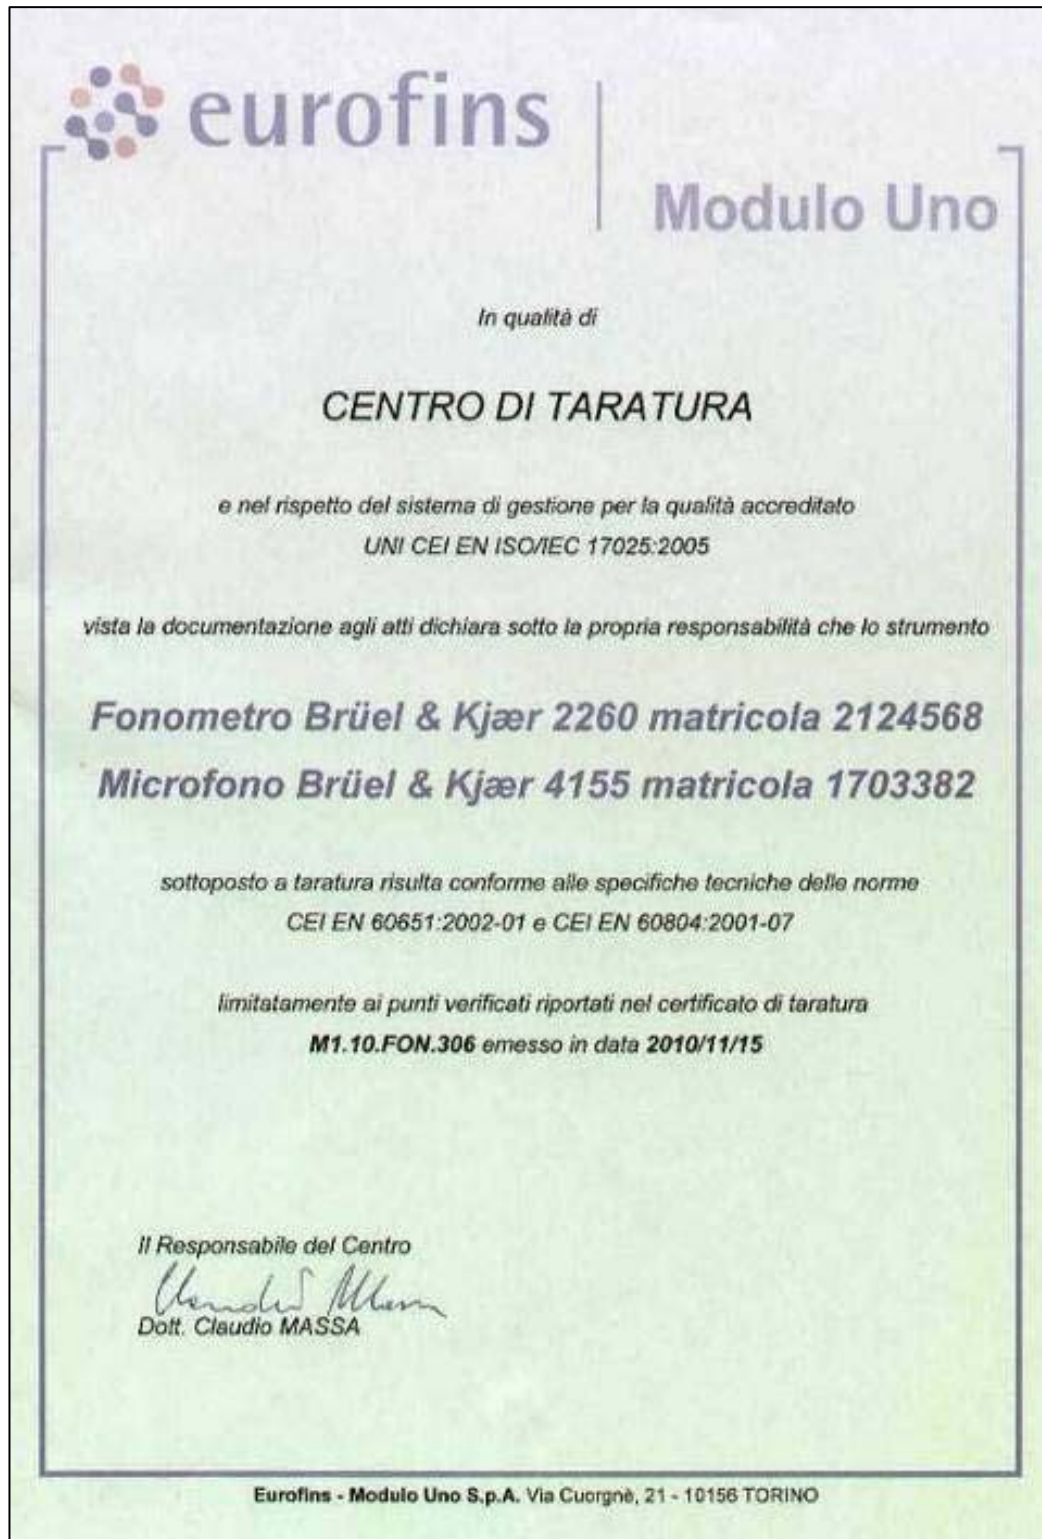 eurofins
Modulo Uno
In qualità di
CENTRO DI TARATURA
e nel rispetto del sistema di gestione per la qualità accreditato
UNI CEI EN ISO/IEC 17025:2005
vista la documentazione agli atti dichiara sotto la propria responsabilità che lo strumento
Fonometro Brüel & Kjær 2260 matricola 2124568
Microfono Brüel & Kjær 4155 matricola 1703382
sottoposto a taratura risulta conforme alle specifiche tecniche delle norme
CEI EN 60651:2002-01 e CEI EN 60804:2001-07
limitatamente ai punti verificati riportati nel certificato di taratura
M1.10.FON.306 emesso in data 2010/11/15
Il Responsabile del Centro
Dott. Claudio MASSA
Eurofins - Modulo Uno S.p.A. Via Cuorgnè, 21 - 10156 TORINO